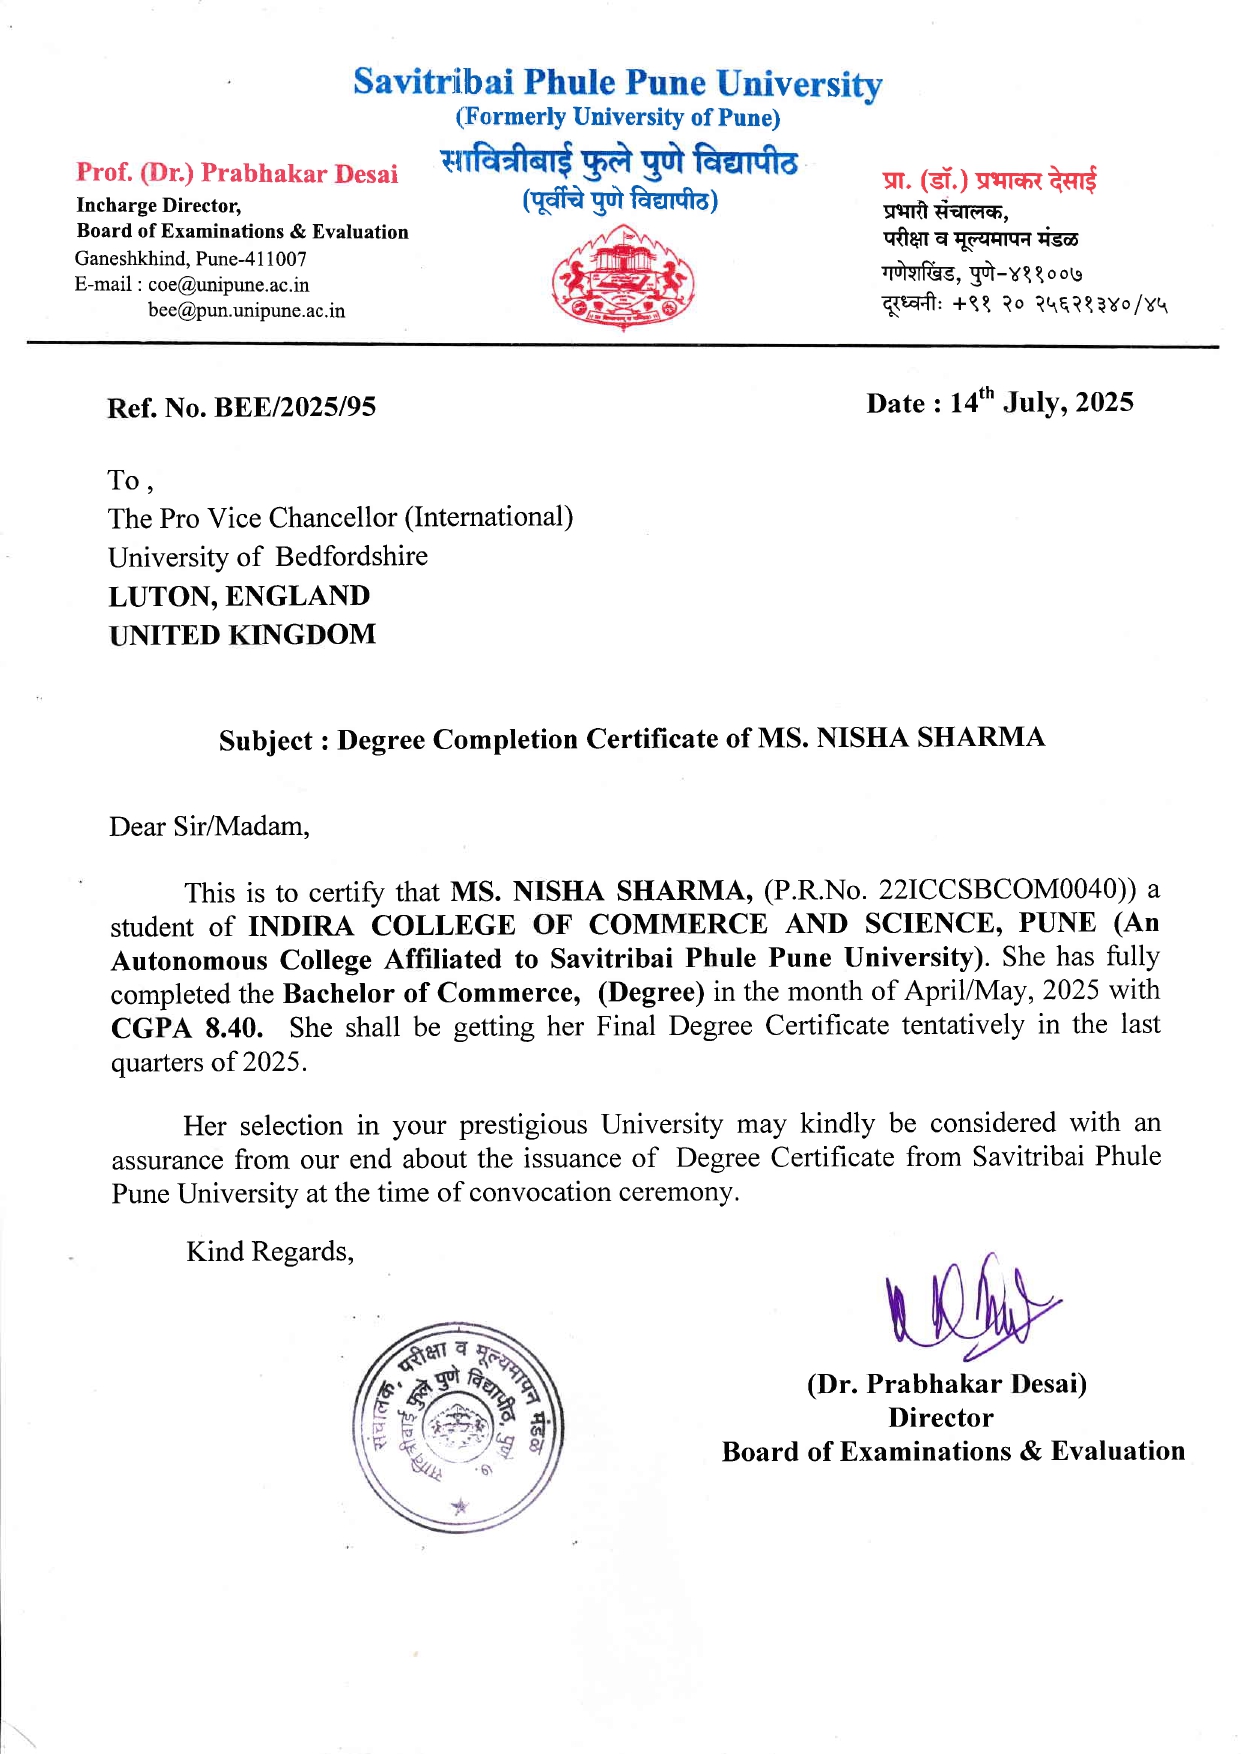 Savitribai Phule Pune University
(Formerly University of Pune)
सावित्रीबाई फुले पुणे विद्यापीठ
(पूर्वीचे पुणे विद्यापीठ)
Prof. (Dr.) Prabhakar Desai
Incharge Director,
Board of Examinations & Evaluation
Ganeshkhind, Pune-411007
E-mail : coe@unipune.ac.in
bee@pun.unipune.ac.in
प्रा. (डॉ.) प्रभाकर देसाई
प्रभारी संचालक,
परीक्षा व मूल्यमापन मंडळ
गणेशखिंड, पुणे-४११००७
दूरध्वनीः +९१ २० २५६२१३४०/४५
Ref. No. BEE/2025/95
Date : 14th July, 2025
To ,
The Pro Vice Chancellor (International)
University of Bedfordshire
LUTON, ENGLAND
UNITED KINGDOM
Subject : Degree Completion Certificate of MS. NISHA SHARMA
Dear Sir/Madam,
This is to certify that MS. NISHA SHARMA, (P.R.No. 22ICCSBCOM0040)) a
student of INDIRA COLLEGE OF COMMERCE AND SCIENCE, PUNE (An
Autonomous College Affiliated to Savitribai Phule Pune University). She has fully
completed the Bachelor of Commerce, (Degree) in the month of April/May, 2025 with
CGPA 8.40. She shall be getting her Final Degree Certificate tentatively in the last
quarters of 2025.
Her selection in your prestigious University may kindly be considered with an
assurance from our end about the issuance of Degree Certificate from Savitribai Phule
Pune University at the time of convocation ceremony.
Kind Regards,
संचालक, परीक्षा व मूल्यमापन मंडळ
सावित्रीबाई फुले पुणे विद्यापीठ, पुणे ७.
(Dr. Prabhakar Desai)
Director
Board of Examinations & Evaluation